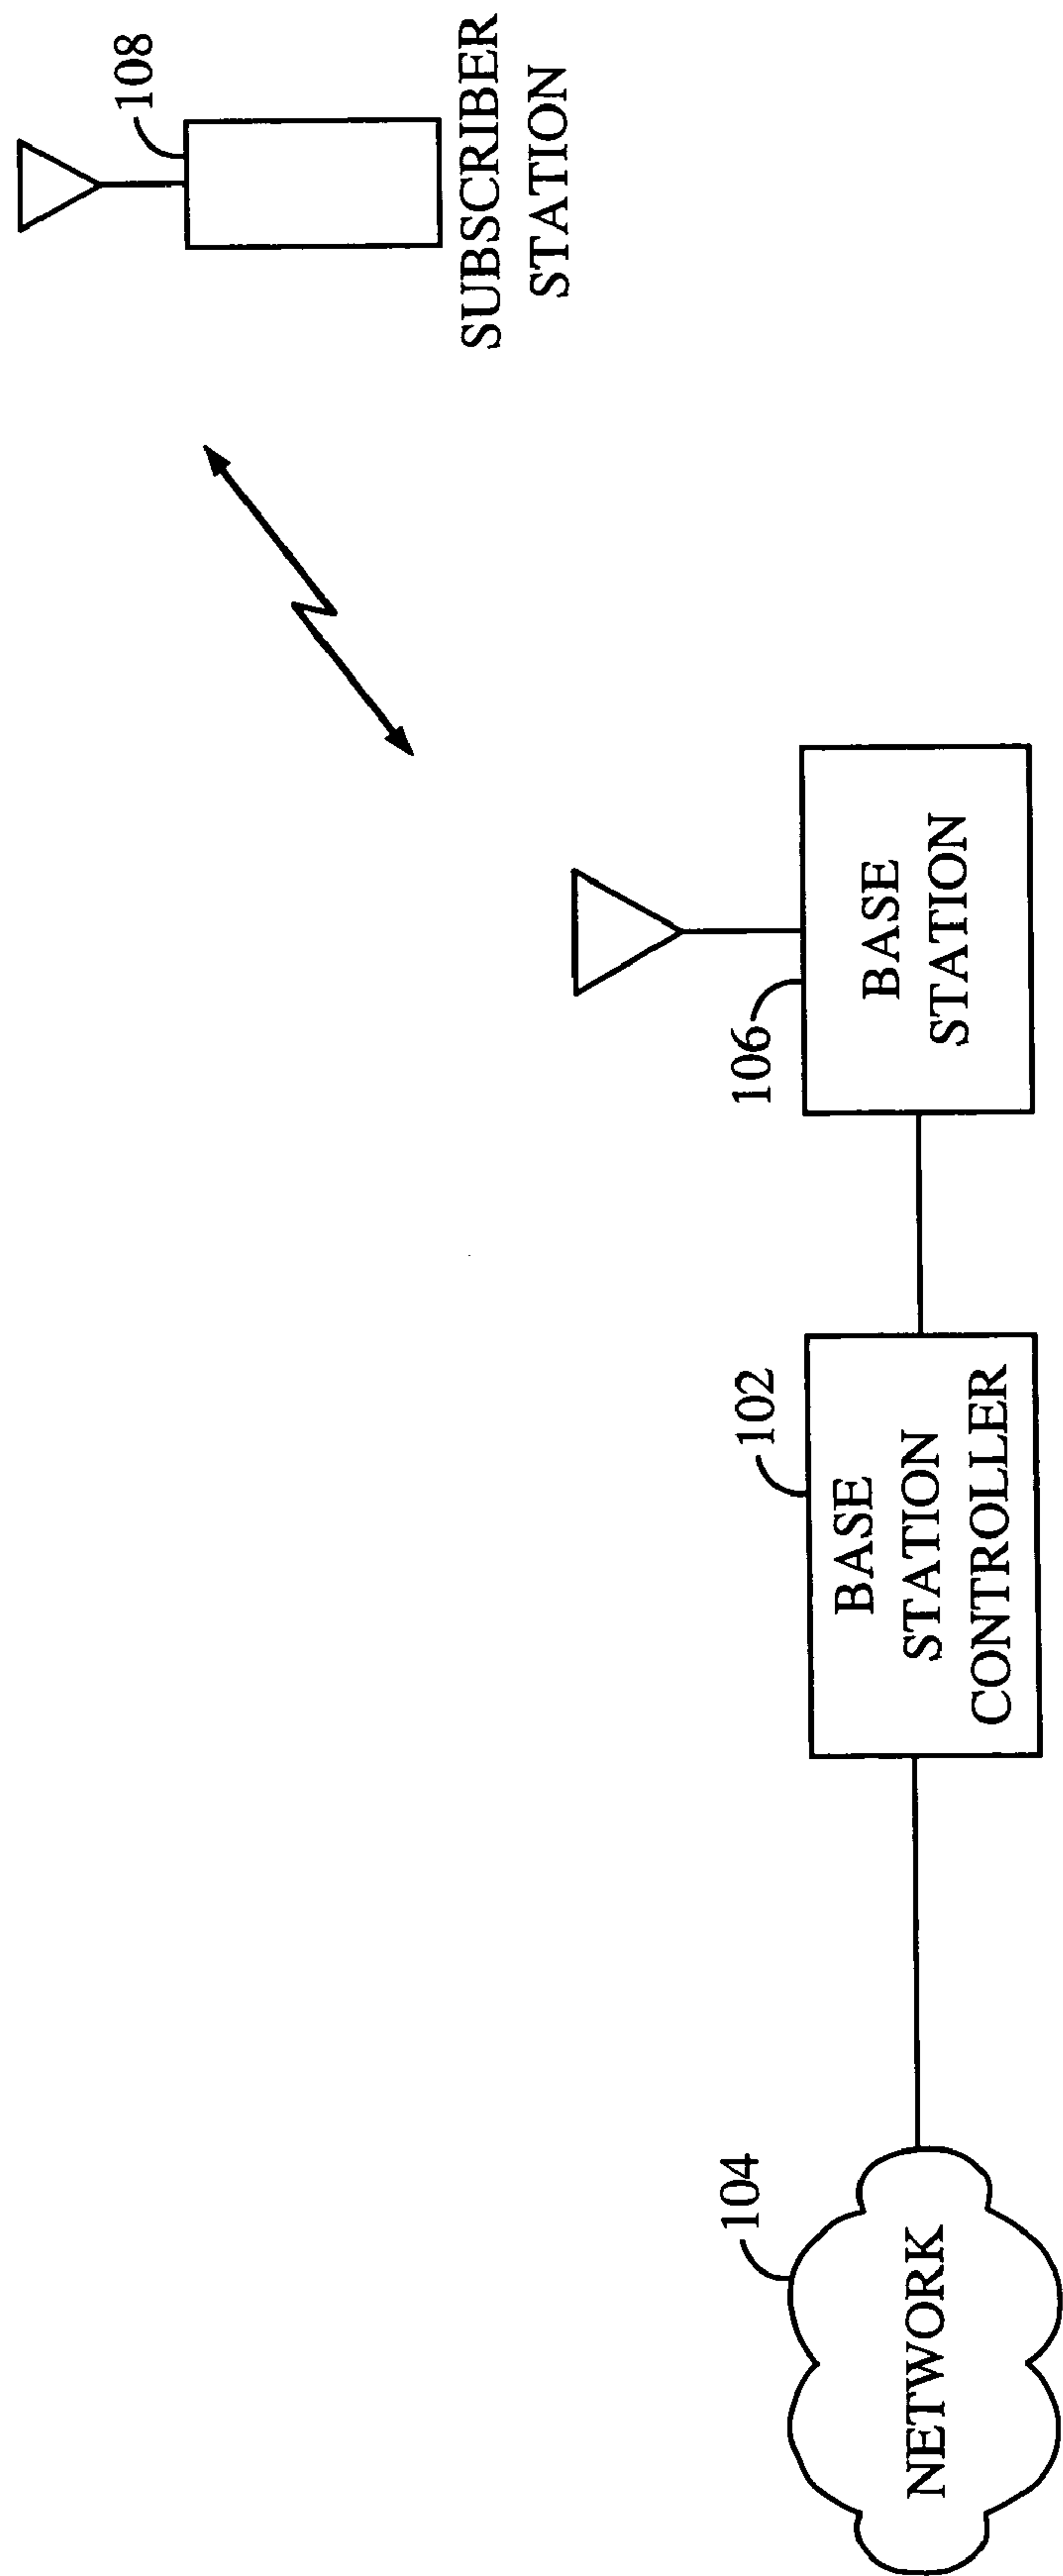 108
SUBSCRIBER
STATION
106
BASE
STATION
102
BASE
STATION
CONTROLLER
104
NETWORK